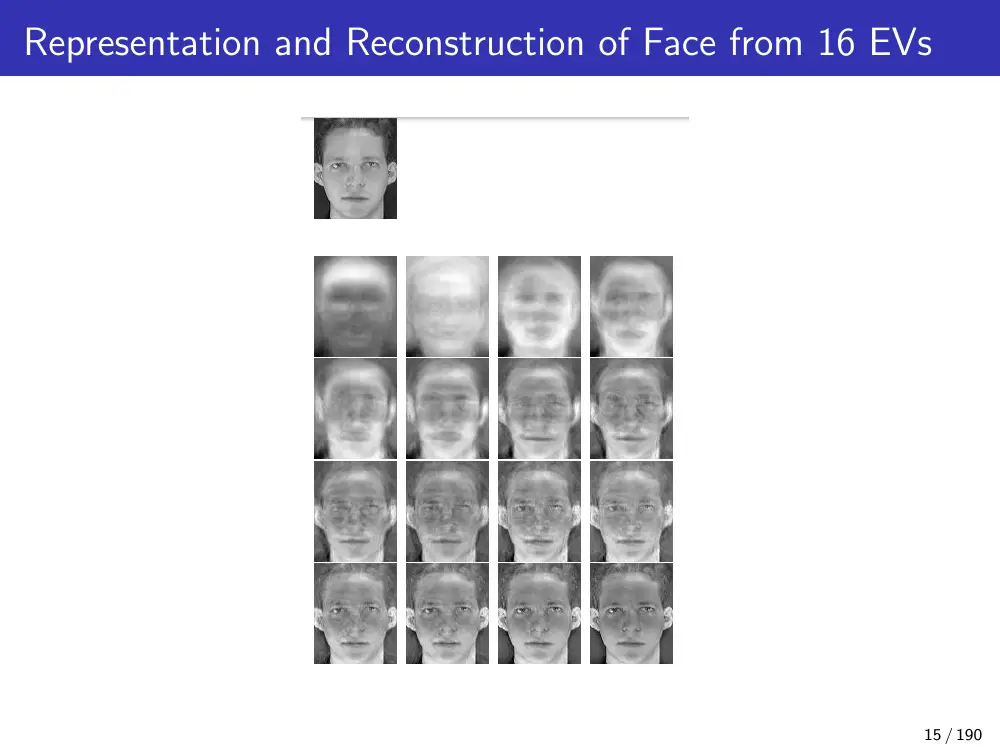 Representation and Reconstruction of Face from 16 EVs
15 / 190